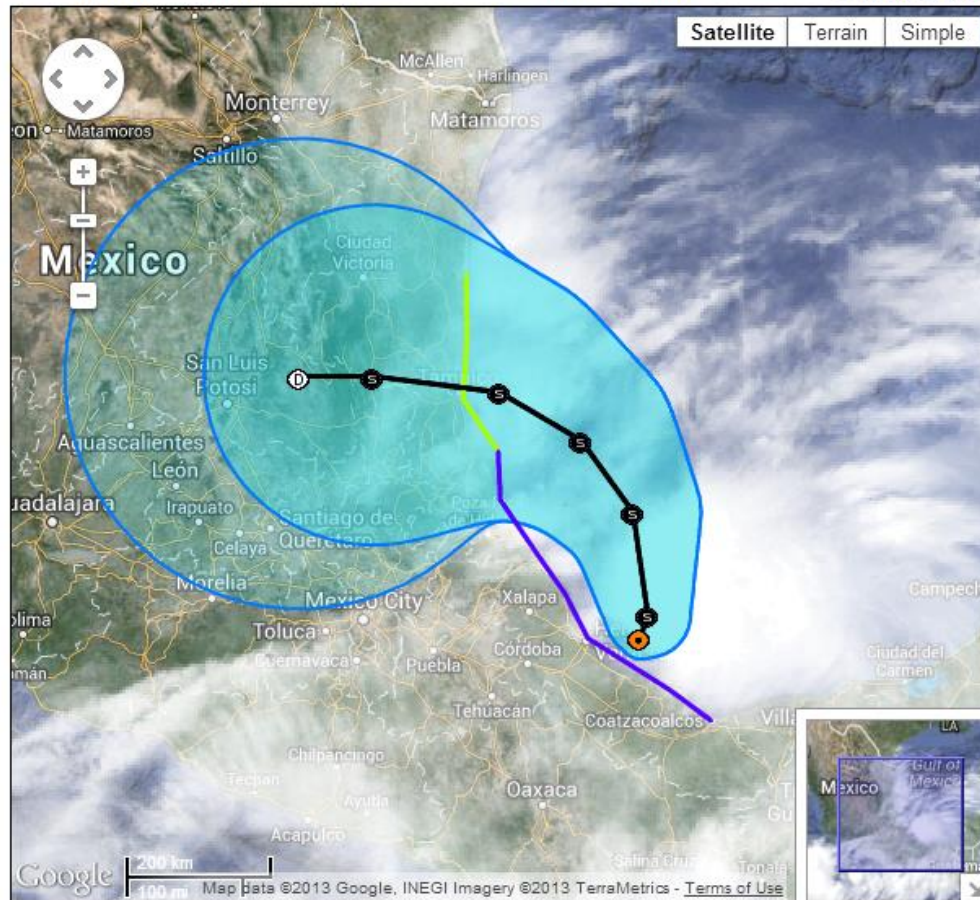 Satellite
Terrain
Simple
McAllen
Harlingen
Monterrey
Matamoros
Matamoros
Saltillo
Ciudad
Victoria
Mexico
San Luis
Potosi
Aguascalientes
León
Irapuato
Celaya
Santiago de
Querétaro
Morelia
Mexico City
Xalapa
Toluca
Cuernavaca
Puebla
Córdoba
Ciudad del
Carmen
Tehuacán
Coatzacoalcos
Chilpancingo
Tecpan
Ayutla
Oaxaca
Acapulco
Salina Cruz
D
S
S
S
S
S
LA
Gulf of
Mexico
Mexico
Google
200 km
100 mi
Map data ©2013 Google, INEGI Imagery ©2013 TerraMetrics - Terms of Use